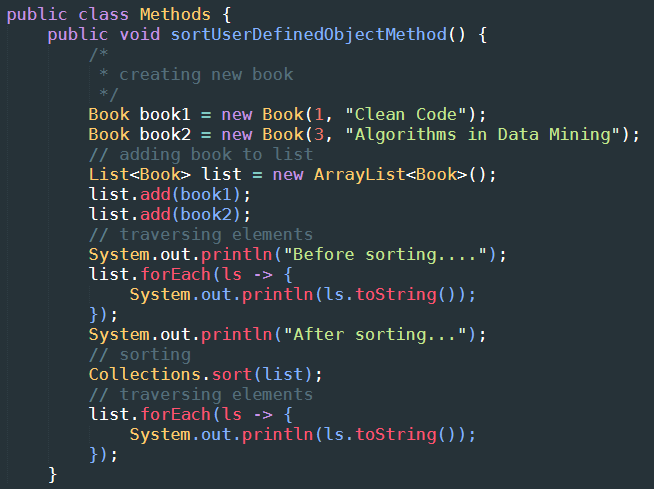 public class Methods {
    public void sortUserDefinedObjectMethod() {
        /*
         * creating new book
         */
        Book book1 = new Book(1, "Clean Code");
        Book book2 = new Book(3, "Algorithms in Data Mining");
        // adding book to list
        List<Book> list = new ArrayList<Book>();
        list.add(book1);
        list.add(book2);
        // traversing elements
        System.out.println("Before sorting....");
        list.forEach(ls -> {
            System.out.println(ls.toString());
        });
        System.out.println("After sorting...");
        // sorting
        Collections.sort(list);
        // traversing elements
        list.forEach(ls -> {
            System.out.println(ls.toString());
        });
    }